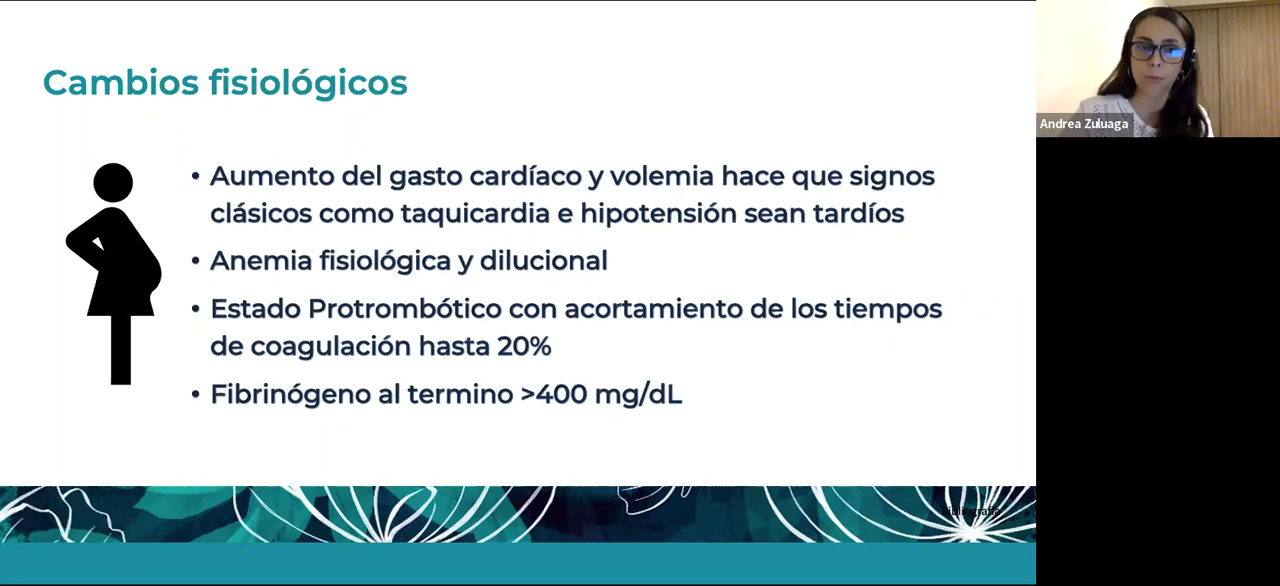 Cambios fisiológicos
• Aumento del gasto cardíaco y volemia hace que signos
clásicos como taquicardia e hipotensión sean tardíos
• Anemia fisiológica y dilucional
• Estado Protrombótico con acortamiento de los tiempos
de coagulación hasta 20%
• Fibrinógeno al termino >400 mg/dL
Bibliografía
Andrea Zuluaga